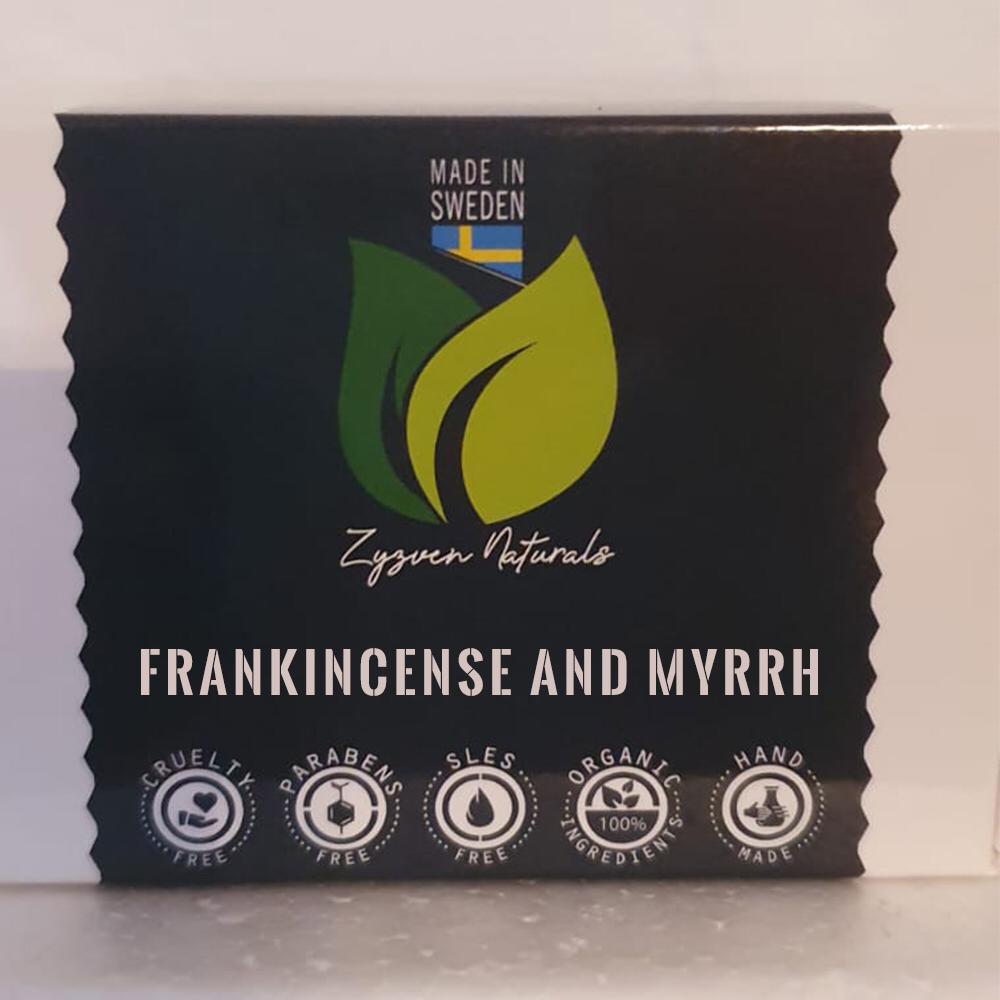 MADE IN
SWEDEN
Zyzven Naturals
FRANKINCENSE AND MYRRH
CRUELTY
FREE
PARABENS
FREE
SLES
FREE
ORGANIC
100%
INGREDIENTS
HAND
MADE